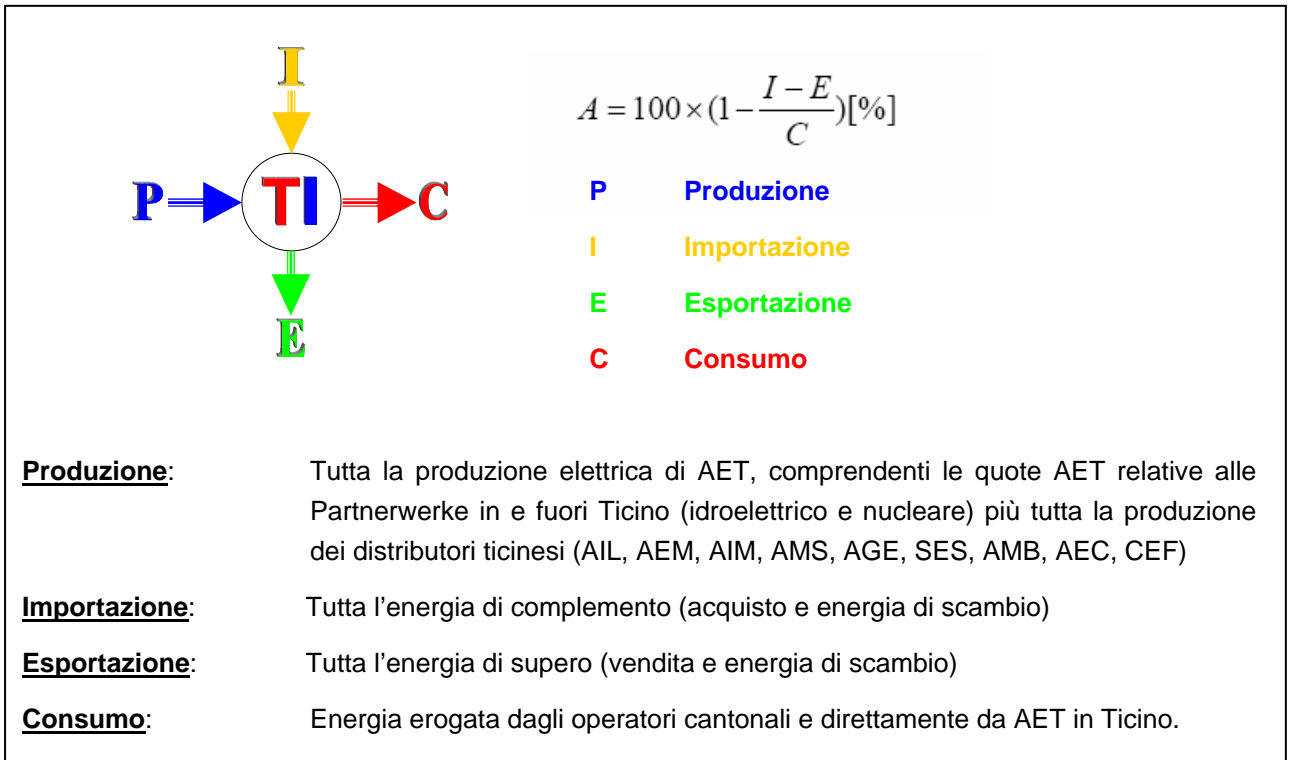 I
A = 100 × (1 − (I − E) / C) [%]
P TI C
E
P Produzione
I Importazione
E Esportazione
C Consumo
Produzione: Tutta la produzione elettrica di AET, comprendenti le quote AET relative alle
Partnerwerke in e fuori Ticino (idroelettrico e nucleare) più tutta la produzione
dei distributori ticinesi (AIL, AEM, AIM, AMS, AGE, SES, AMB, AEC, CEF)
Importazione: Tutta l’energia di complemento (acquisto e energia di scambio)
Esportazione: Tutta l’energia di supero (vendita e energia di scambio)
Consumo: Energia erogata dagli operatori cantonali e direttamente da AET in Ticino.